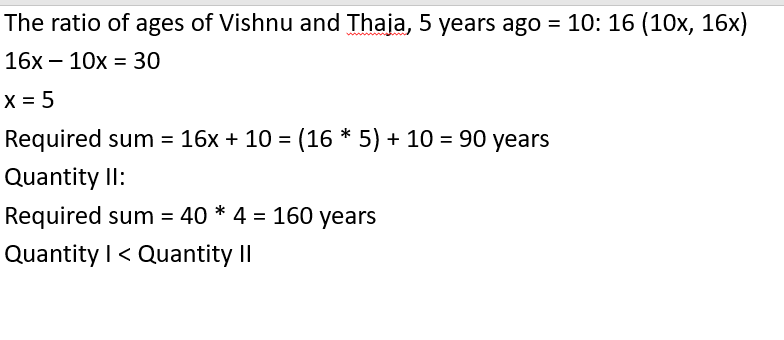 The ratio of ages of Vishnu and Thaja, 5 years ago = 10: 16 (10x, 16x)
16x – 10x = 30
x = 5
Required sum = 16x + 10 = (16 * 5) + 10 = 90 years
Quantity II:
Required sum = 40 * 4 = 160 years
Quantity I < Quantity II